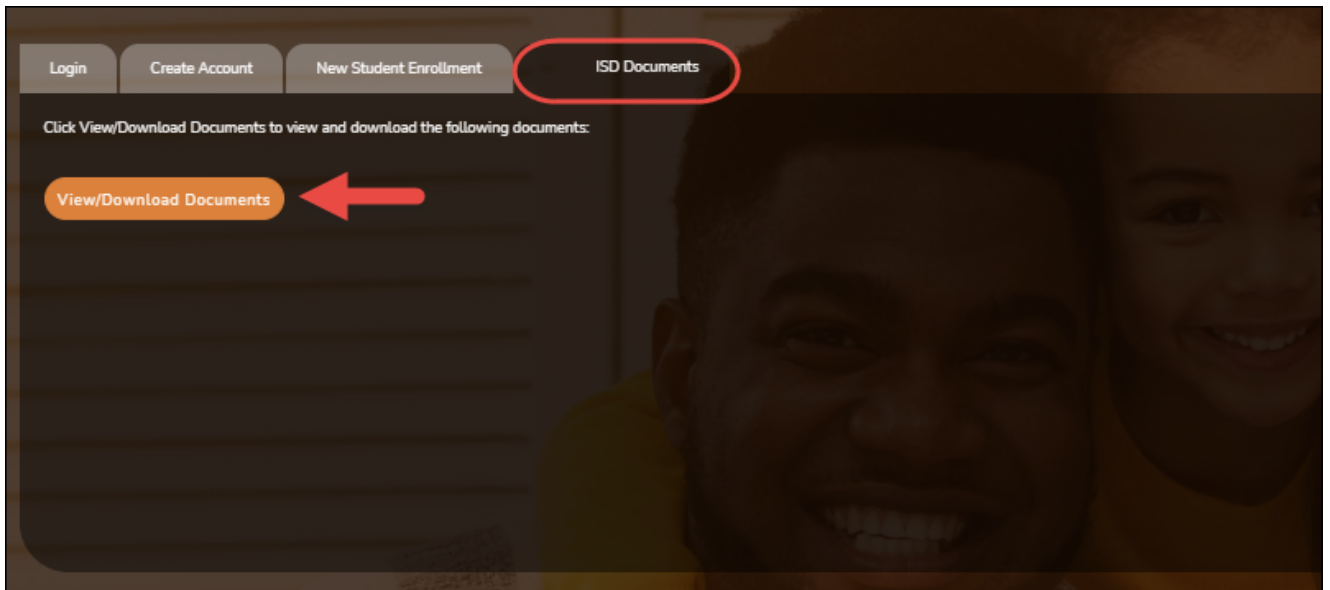 Login
Create Account
New Student Enrollment
ISD Documents
Click View/Download Documents to view and download the following documents:
View/Download Documents